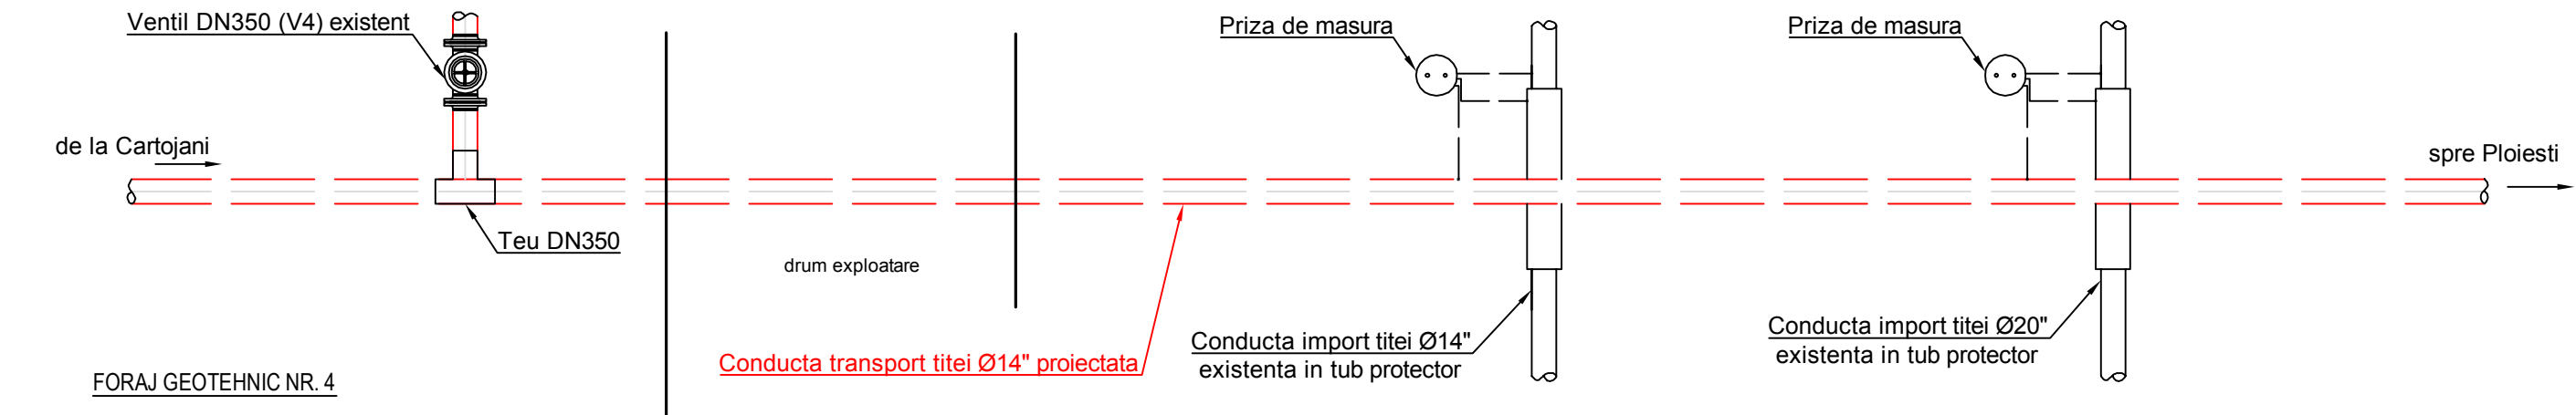 Ventil DN350 (V4) existent
Priza de masura
Priza de masura
de la Cartojani
spre Ploiesti
Teu DN350
drum exploatare
Conducta transport titei Ø14" proiectata
Conducta import titei Ø14"
existenta in tub protector
Conducta import titei Ø20"
existenta in tub protector
FORAJ GEOTEHNIC NR. 4